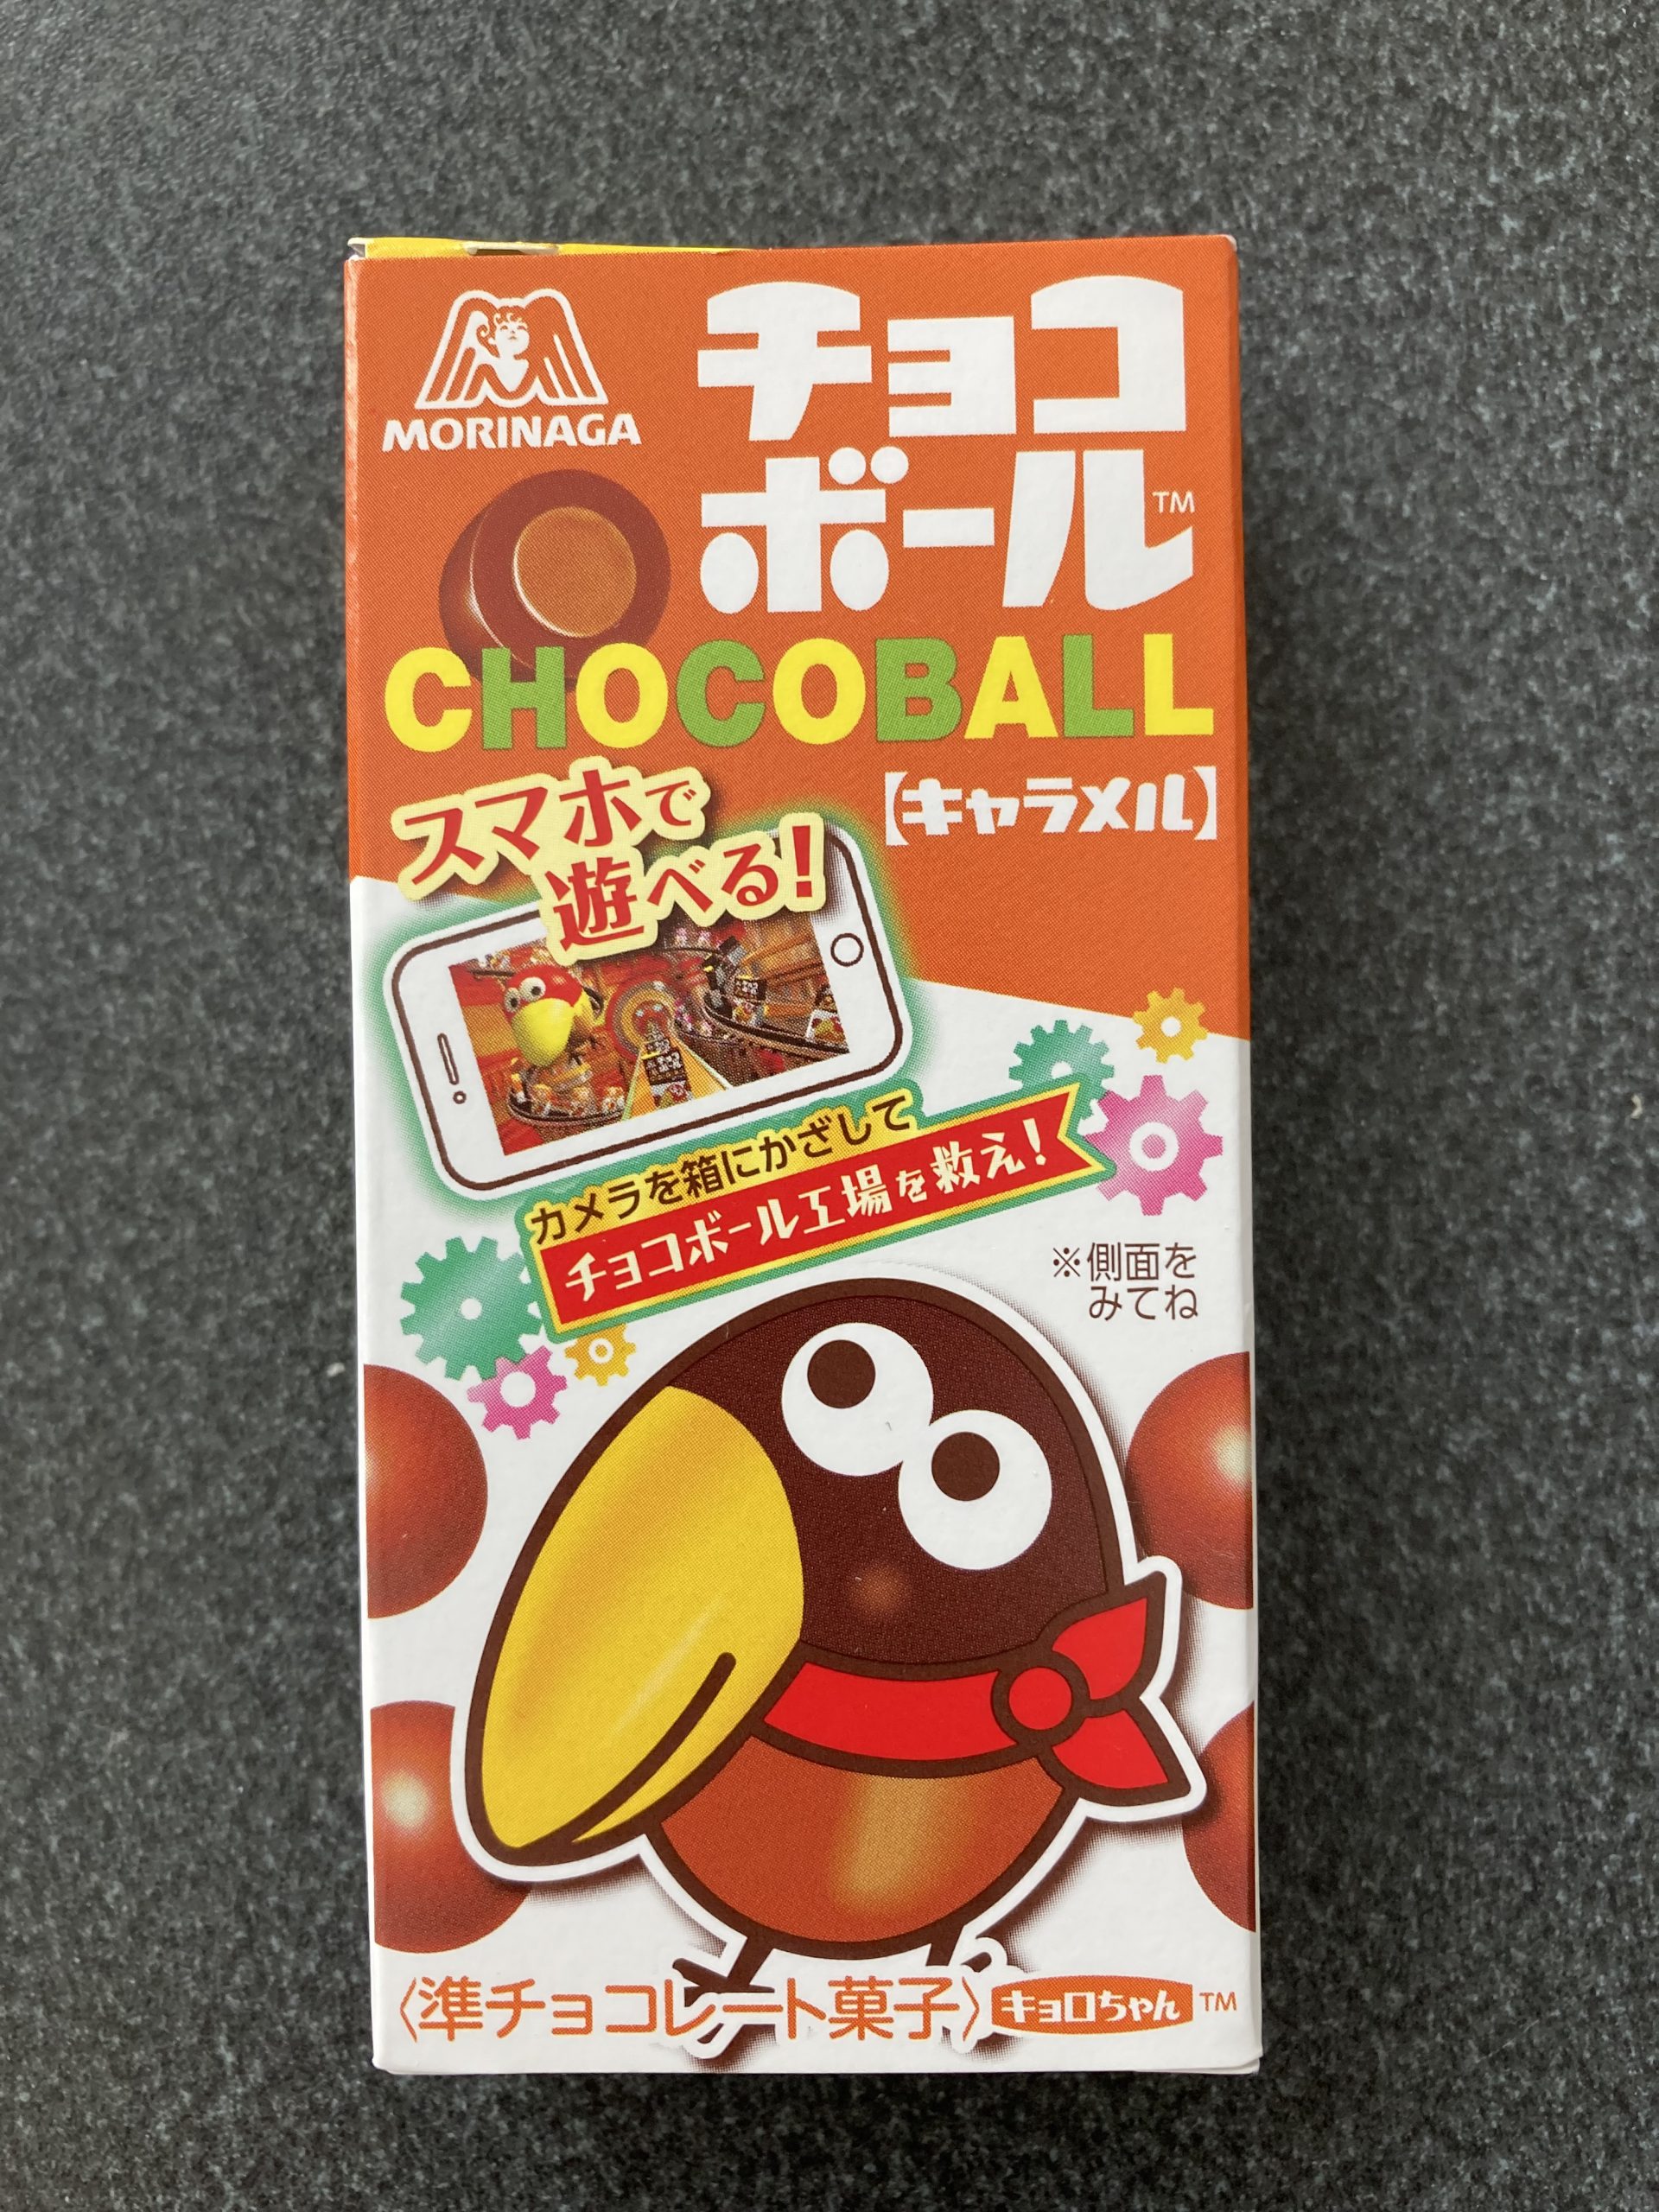 MORINAGA
チョコ
ボール™
CHOCOBALL
【キャラメル】
スマホで
遊べる!
カメラを箱にかざして
チョコボール工場を救え!
※側面を
みてね
〈準チョコレート菓子〉
キョロちゃん™